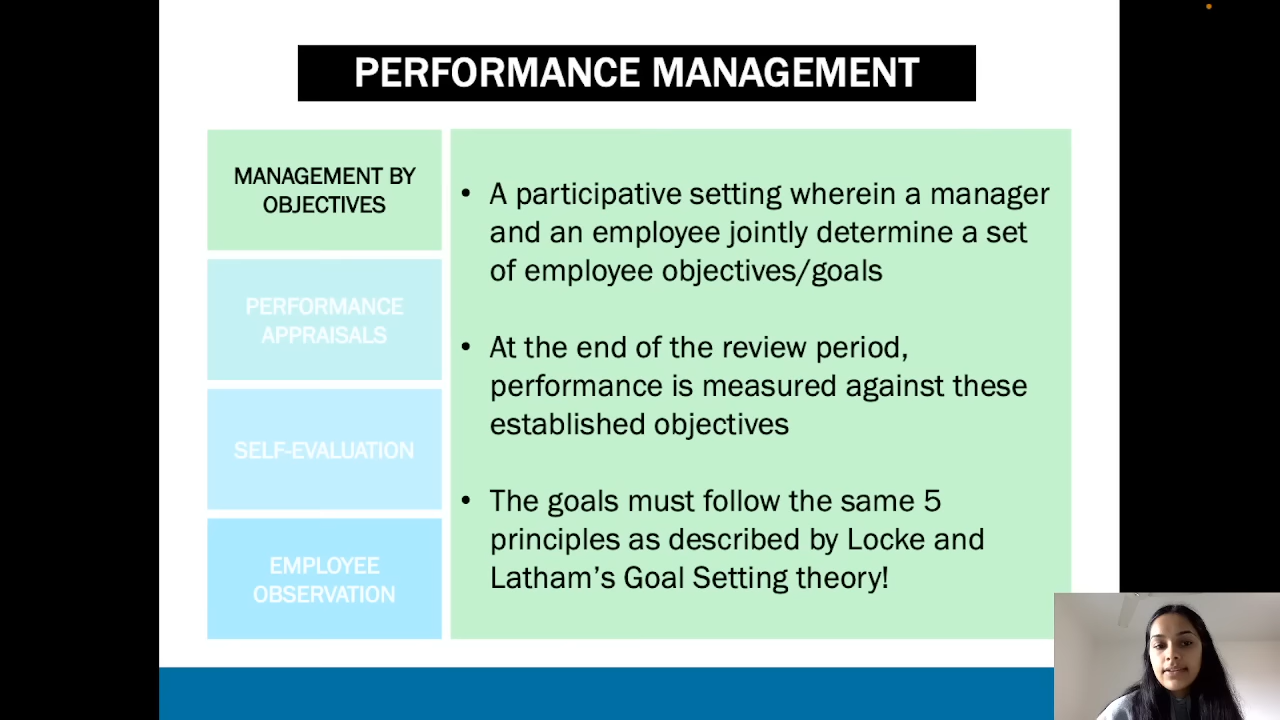 PERFORMANCE MANAGEMENT
MANAGEMENT BY
OBJECTIVES
PERFORMANCE
APPRAISALS
SELF-EVALUATION
EMPLOYEE
OBSERVATION
• A participative setting wherein a manager
and an employee jointly determine a set
of employee objectives/goals
• At the end of the review period,
performance is measured against these
established objectives
• The goals must follow the same 5
principles as described by Locke and
Latham’s Goal Setting theory!